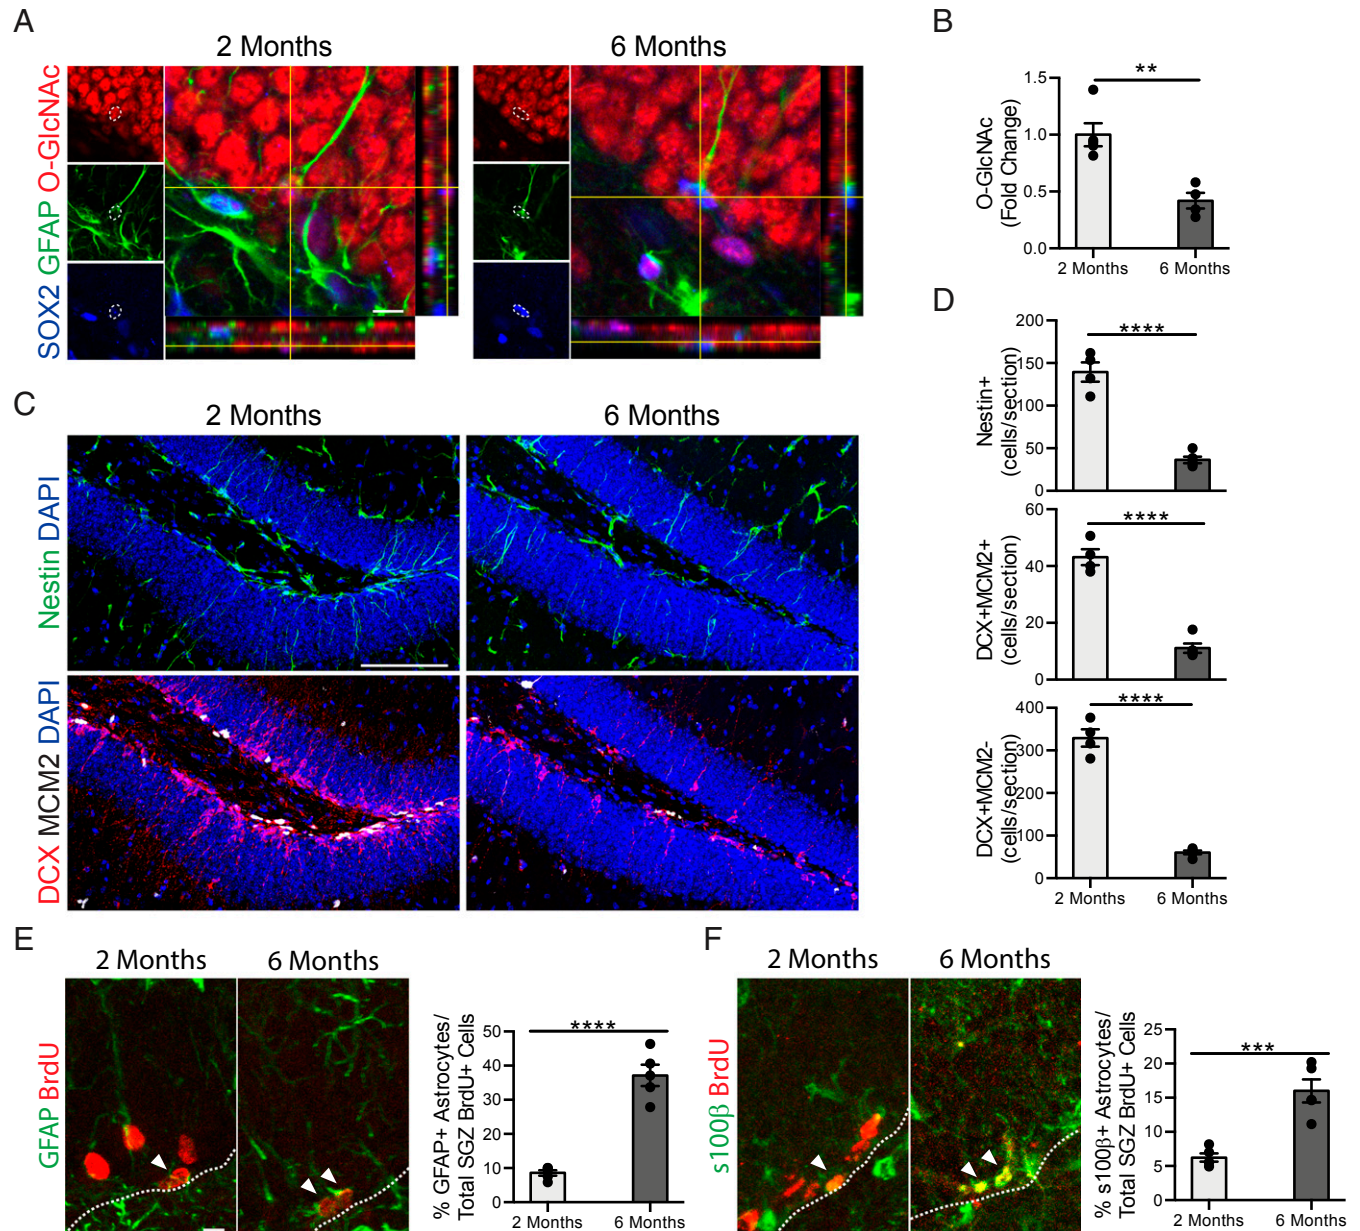 A
2 Months
6 Months
SOX2 GFAP O-GlcNAc
B
O-GlcNAc
(Fold Change)
1.5
1.0
0.5
0.0
**
2 Months
6 Months
C
2 Months
6 Months
Nestin DAPI
DCX MCM2 DAPI
D
Nestin+
(cells/section)
200
150
100
50
0
****
DCX+MCM2+
(cells/section)
60
40
20
0
****
DCX+MCM2-
(cells/section)
400
300
200
100
0
****
2 Months
6 Months
E
2 Months
6 Months
GFAP BrdU
% GFAP+ Astrocytes/
Total SGZ BrdU+ Cells
50
40
30
20
10
0
****
2 Months
6 Months
F
2 Months
6 Months
s100β BrdU
% s100β+ Astrocytes/
Total SGZ BrdU+ Cells
25
20
15
10
5
0
***
2 Months
6 Months